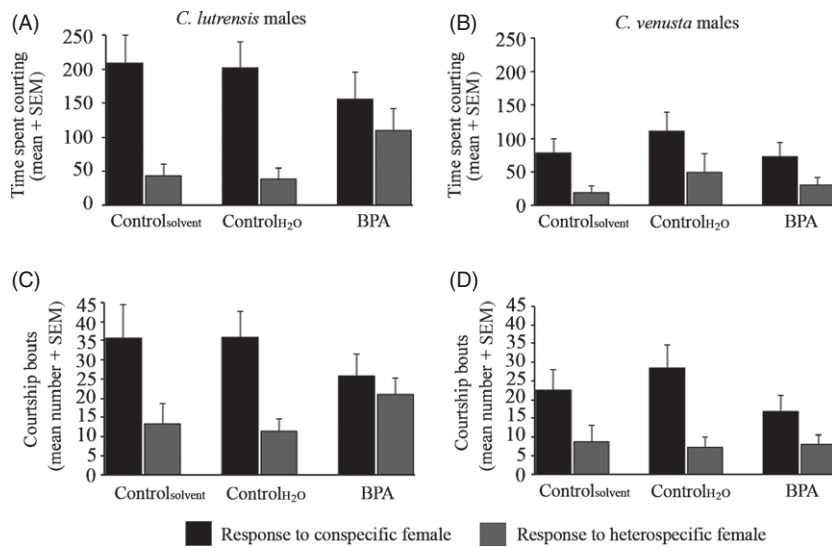 (A)
C. lutrensis males
Time spent courting
(mean + SEM)
250
200
150
100
50
0
Controlsolvent
ControlH2O
BPA
(B)
C. venusta males
Time spent courting
(mean + SEM)
250
200
150
100
50
0
Controlsolvent
ControlH2O
BPA
(C)
Courtship bouts
(mean number + SEM)
45
35
30
25
20
15
10
5
0
Controlsolvent
ControlH2O
BPA
(D)
Courtship bouts
(mean number + SEM)
45
35
30
25
20
15
10
5
0
Controlsolvent
ControlH2O
BPA
Response to conspecific female
Response to heterospecific female